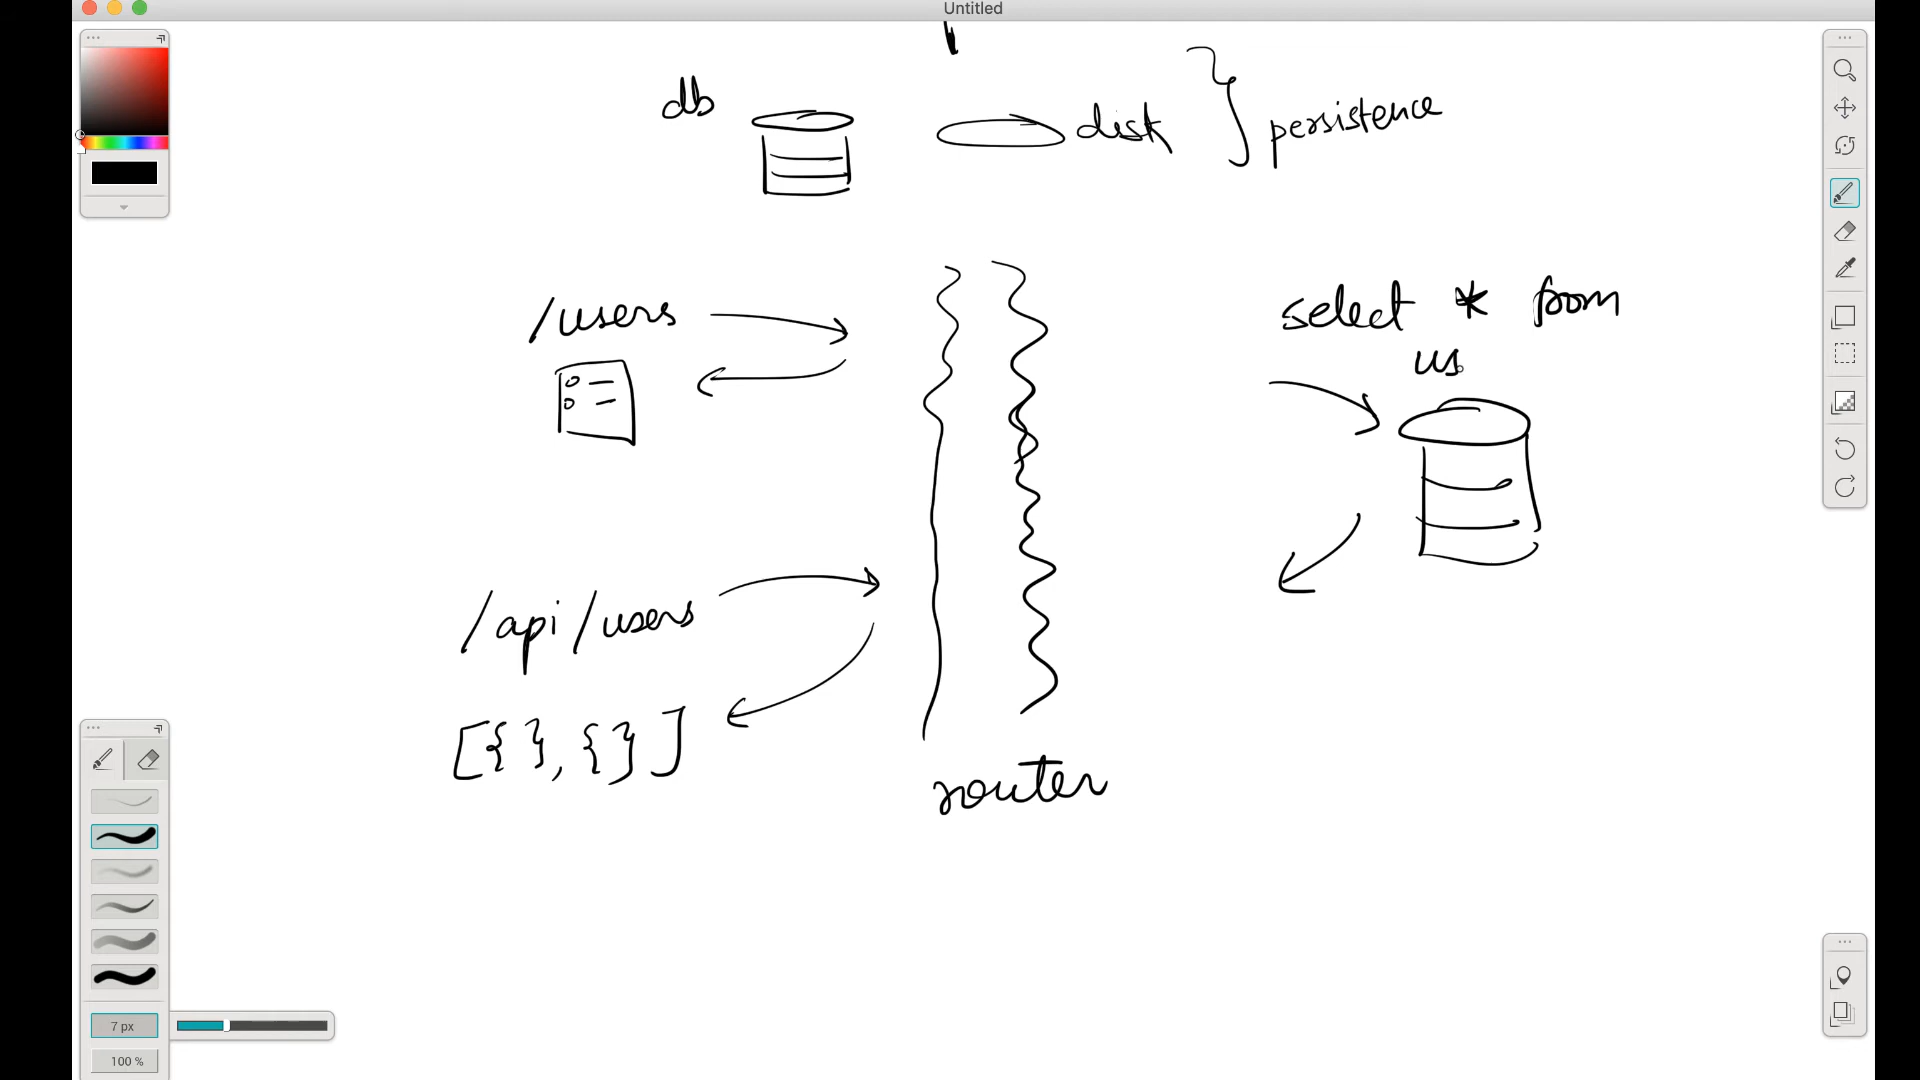 Untitled
db
disk
persistence
/users
select * from
us
/api/users
[{}, {}]
router
7 px
100 %